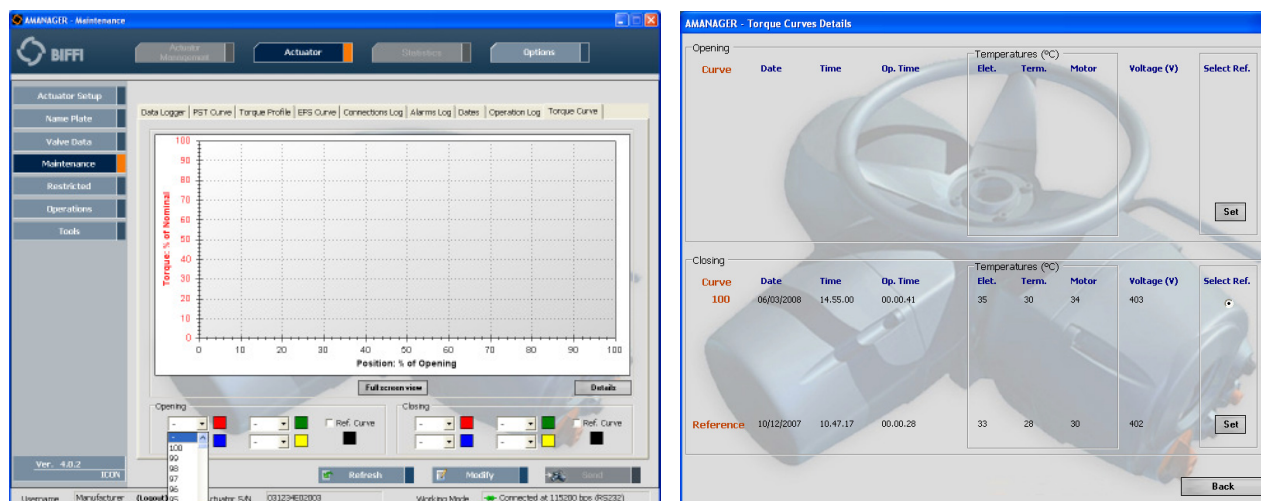 AMANAGER - Maintenance
BIFFI
Actuator Management
Actuator
Statistics
Options
Actuator Setup
Name Plate
Valve Data
Maintenance
Restricted
Operations
Tools
Ver. 4.0.2
ICON
Data Logger
PST Curve
Torque Profile
EFS Curve
Connections Log
Alarms Log
Dates
Operation Log
Torque Curve
Torque: % of Nominal
100
90
80
70
60
50
40
30
20
10
0
0 10 20 30 40 50 60 70 80 90 100
Position: % of Opening
Full screen view
Details
Opening
- - Ref. Curve
- -
-
100
99
98
97
96
95
Closing
- - Ref. Curve
- -
Refresh
Modify
Send
Username Manufacturer (Logout) Actuator S/N 031234E02003 Working Mode Connected at 115200 bps (RS232)
AMANAGER - Torque Curves Details
Opening
Temperatures (ºC)
Curve Date Time Op. Time Elet. Term. Motor Voltage (V) Select Ref.
Set
Closing
Temperatures (ºC)
Curve Date Time Op. Time Elet. Term. Motor Voltage (V) Select Ref.
100 06/03/2008 14.55.00 00.00.41 35 30 34 403
Reference 10/12/2007 10.47.17 00.00.28 33 28 30 402 Set
Back